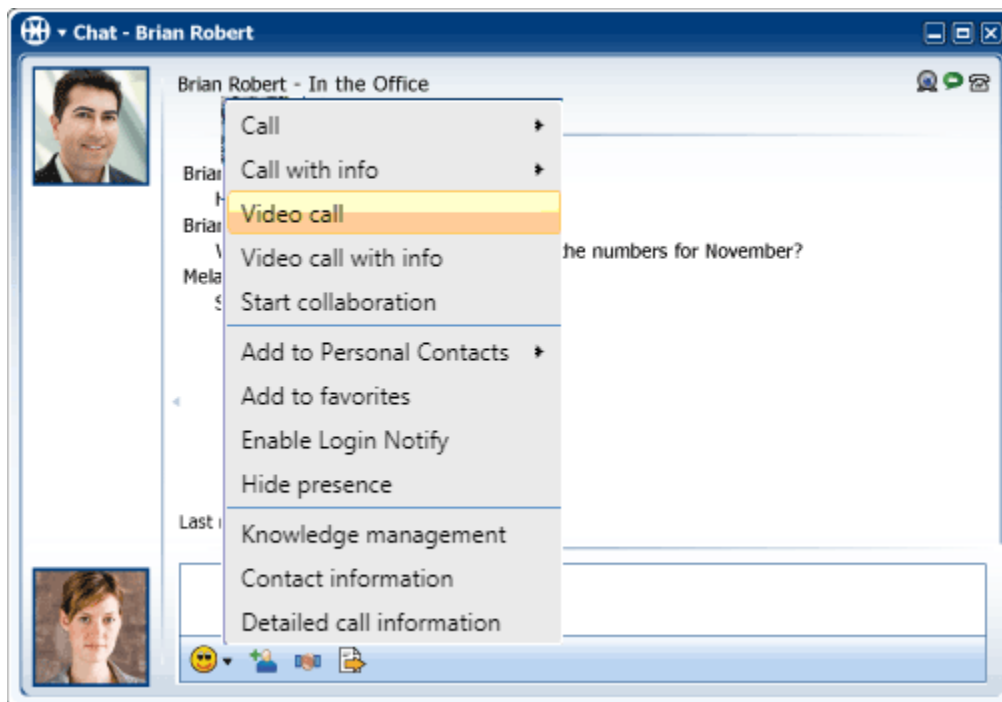 Chat - Brian Robert
Brian Robert - In the Office
Call
Call with info
Video call
Video call with info
Start collaboration
Add to Personal Contacts
Add to favorites
Enable Login Notify
Hide presence
Knowledge management
Contact information
Detailed call information
Brian
Brian
the numbers for November?
Last